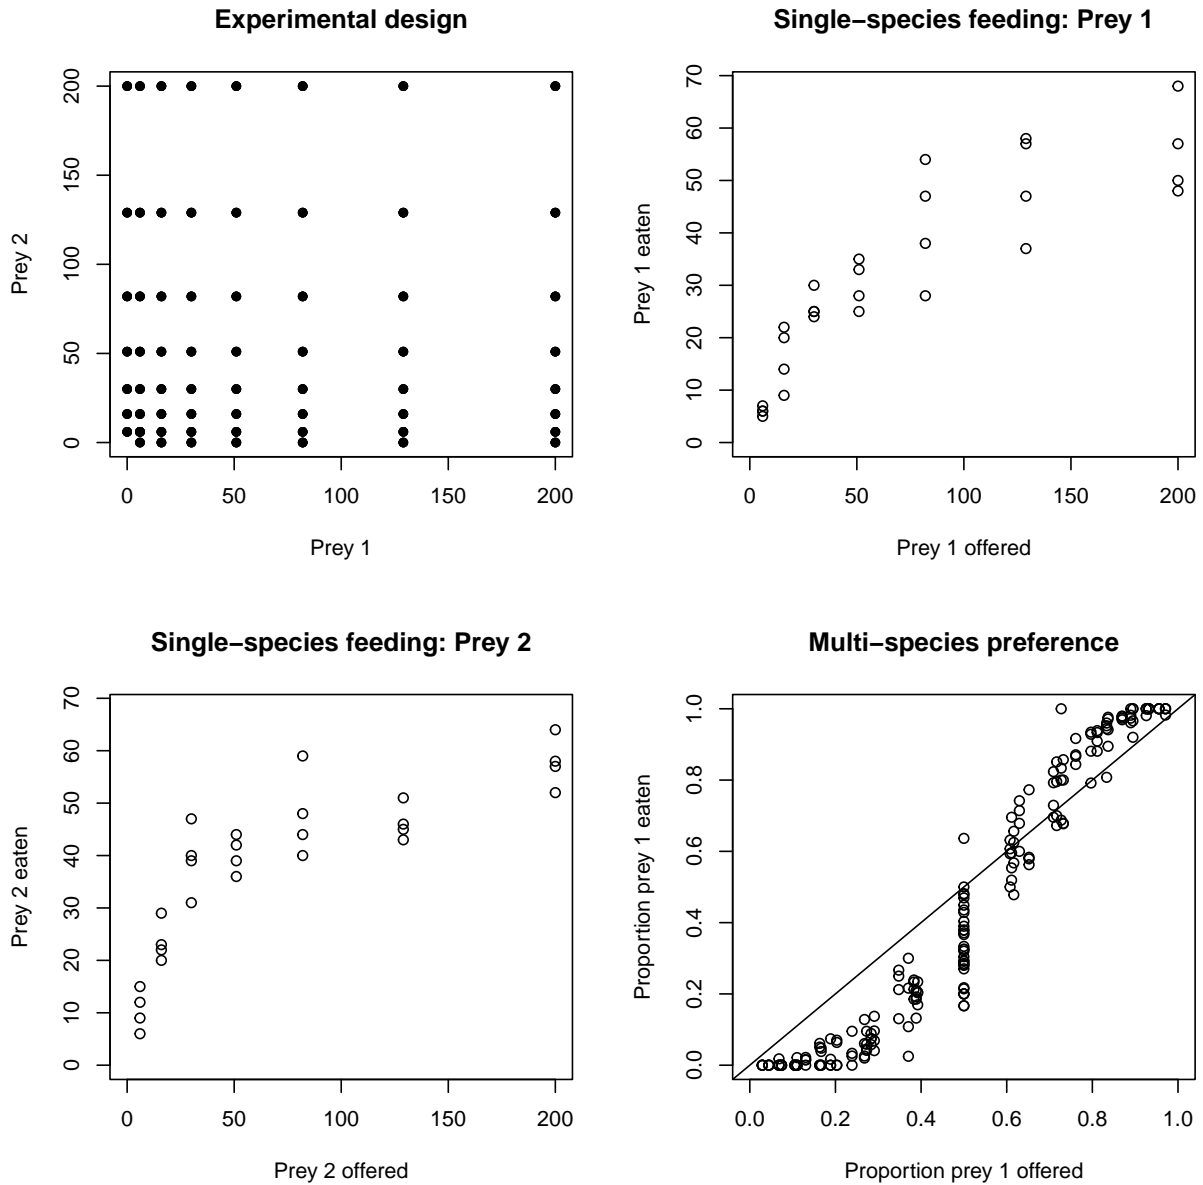 Experimental design
Prey 2
0 50 100 150 200
0 50 100 150 200
Prey 1
Single−species feeding: Prey 1
Prey 1 eaten
0 10 20 30 40 50 60 70
0 50 100 150 200
Prey 1 offered
Single−species feeding: Prey 2
Prey 2 eaten
0 10 20 30 40 50 60 70
0 50 100 150 200
Prey 2 offered
Multi−species preference
Proportion prey 1 eaten
0.0 0.2 0.4 0.6 0.8 1.0
0.0 0.2 0.4 0.6 0.8 1.0
Proportion prey 1 offered